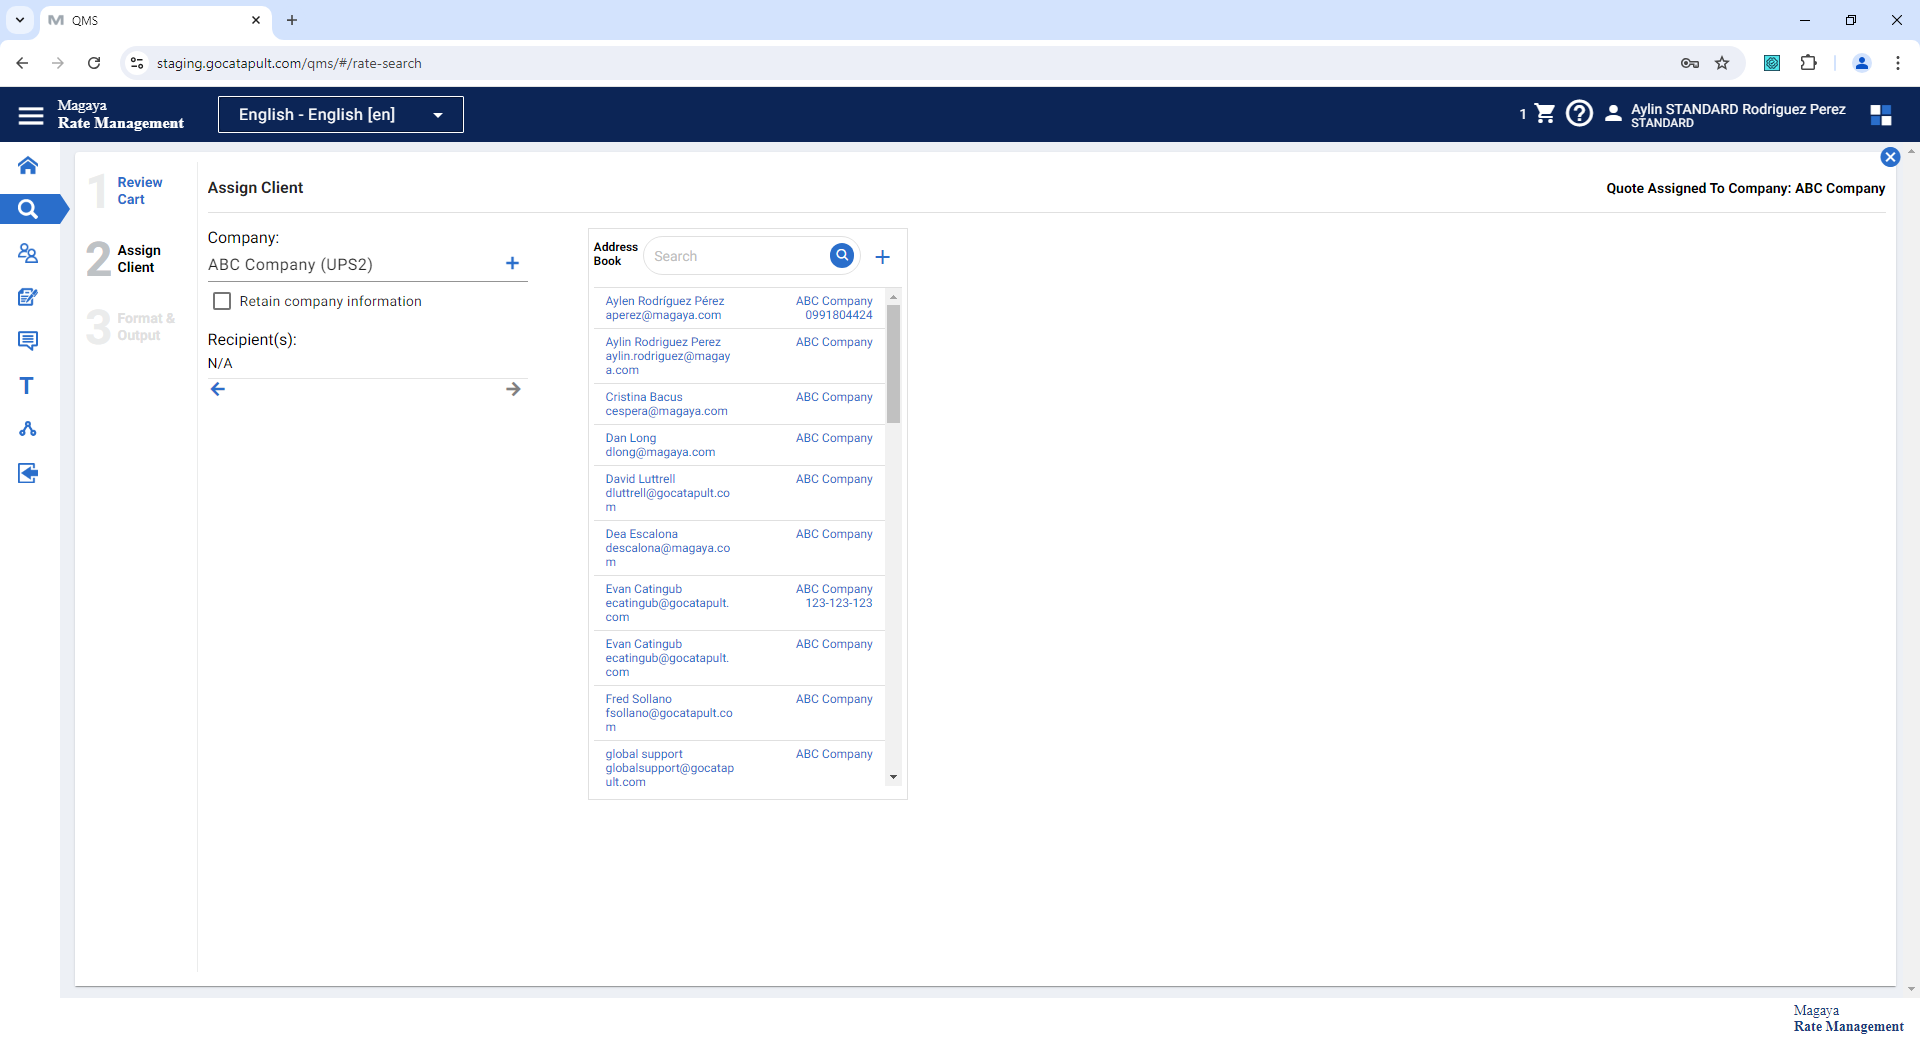 QMS
staging.gocatapult.com/qms/#/rate-search
Magaya
Rate Management
English - English [en]
1
Aylin STANDARD Rodriguez Perez
STANDARD
1 Review
Cart
2 Assign
Client
3 Format &
Output
Assign Client
Quote Assigned To Company: ABC Company
Company:
ABC Company (UPS2)
Retain company information
Recipient(s):
N/A
Address
Book
Search
Aylen Rodríguez Pérez ABC Company
aperez@magaya.com 0991804424
Aylin Rodriguez Perez ABC Company
aylin.rodriguez@magay
a.com
Cristina Bacus ABC Company
cespera@magaya.com
Dan Long ABC Company
dlong@magaya.com
David Luttrell ABC Company
dluttrell@gocatapult.co
m
Dea Escalona ABC Company
descalona@magaya.co
m
Evan Catingub ABC Company
ecatingub@gocatapult. 123-123-123
com
Evan Catingub ABC Company
ecatingub@gocatapult.
com
Fred Sollano ABC Company
fsollano@gocatapult.co
m
global support ABC Company
globalsupport@gocatap
ult.com
T
Magaya
Rate Management